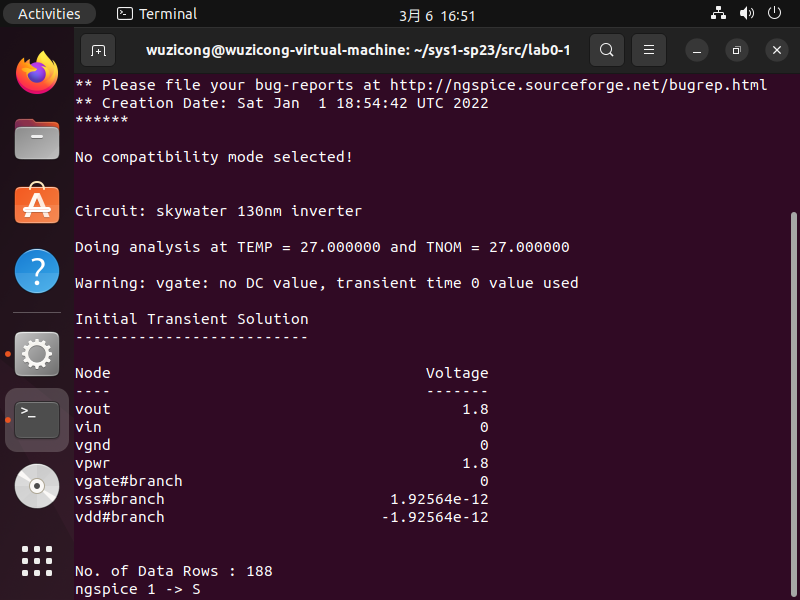 Activities
Terminal
3月 6 16:51
wuzicong@wuzicong-virtual-machine: ~/sys1-sp23/src/lab0-1
** Please file your bug-reports at http://ngspice.sourceforge.net/bugrep.html
** Creation Date: Sat Jan  1 18:54:42 UTC 2022
******
No compatibility mode selected!
Circuit: skywater 130nm inverter
Doing analysis at TEMP = 27.000000 and TNOM = 27.000000
Warning: vgate: no DC value, transient time 0 value used
Initial Transient Solution
--------------------------
Node                                   Voltage
----                                   -------
vout                                       1.8
vin                                          0
vgnd                                         0
vpwr                                       1.8
vgate#branch                                 0
vss#branch                         1.92564e-12
vdd#branch                        -1.92564e-12
No. of Data Rows : 188
ngspice 1 -> S